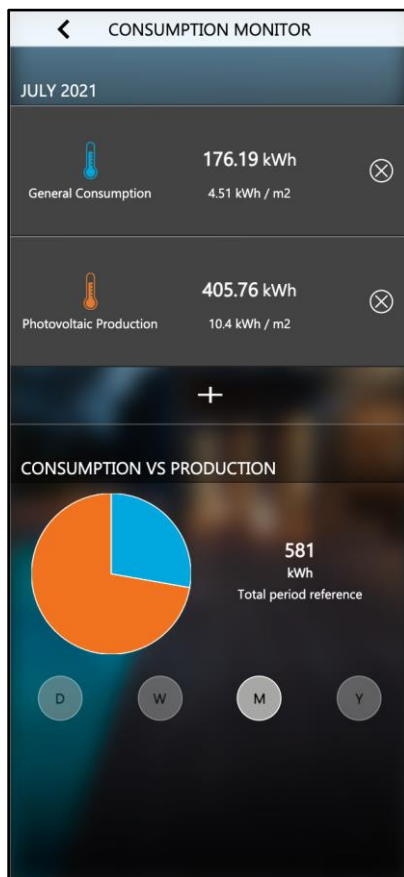 CONSUMPTION MONITOR
JULY 2021
176.19 kWh
General Consumption
4.51 kWh / m2
405.76 kWh
Photovoltaic Production
10.4 kWh / m2
CONSUMPTION VS PRODUCTION
581
kWh
Total period reference
D W M Y